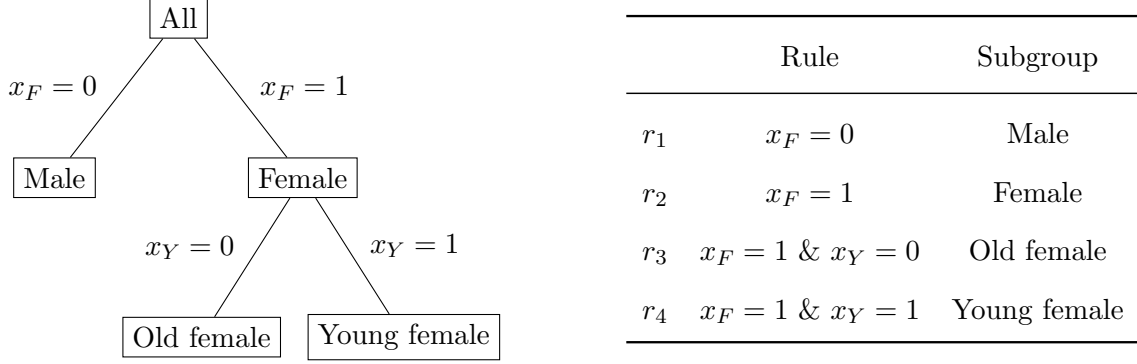 All
x_F = 0 x_F = 1
Male Female
x_Y = 0 x_Y = 1
Old female Young female
Rule Subgroup
r_1 x_F = 0 Male
r_2 x_F = 1 Female
r_3 x_F = 1 & x_Y = 0 Old female
r_4 x_F = 1 & x_Y = 1 Young female